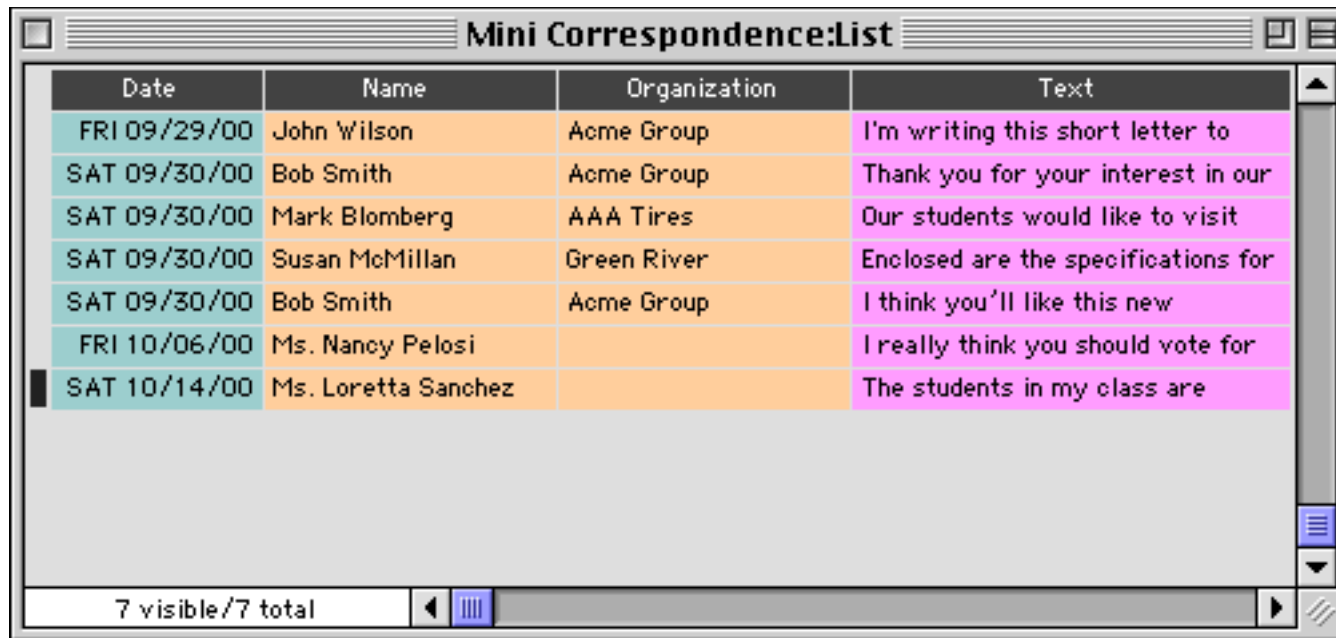 Mini Correspondence:List
Date Name Organization Text
FRI 09/29/00 John Wilson Acme Group I'm writing this short letter to
SAT 09/30/00 Bob Smith Acme Group Thank you for your interest in our
SAT 09/30/00 Mark Blomberg AAA Tires Our students would like to visit
SAT 09/30/00 Susan McMillan Green River Enclosed are the specifications for
SAT 09/30/00 Bob Smith Acme Group I think you'll like this new
FRI 10/06/00 Ms. Nancy Pelosi I really think you should vote for
SAT 10/14/00 Ms. Loretta Sanchez The students in my class are
7 visible/7 total